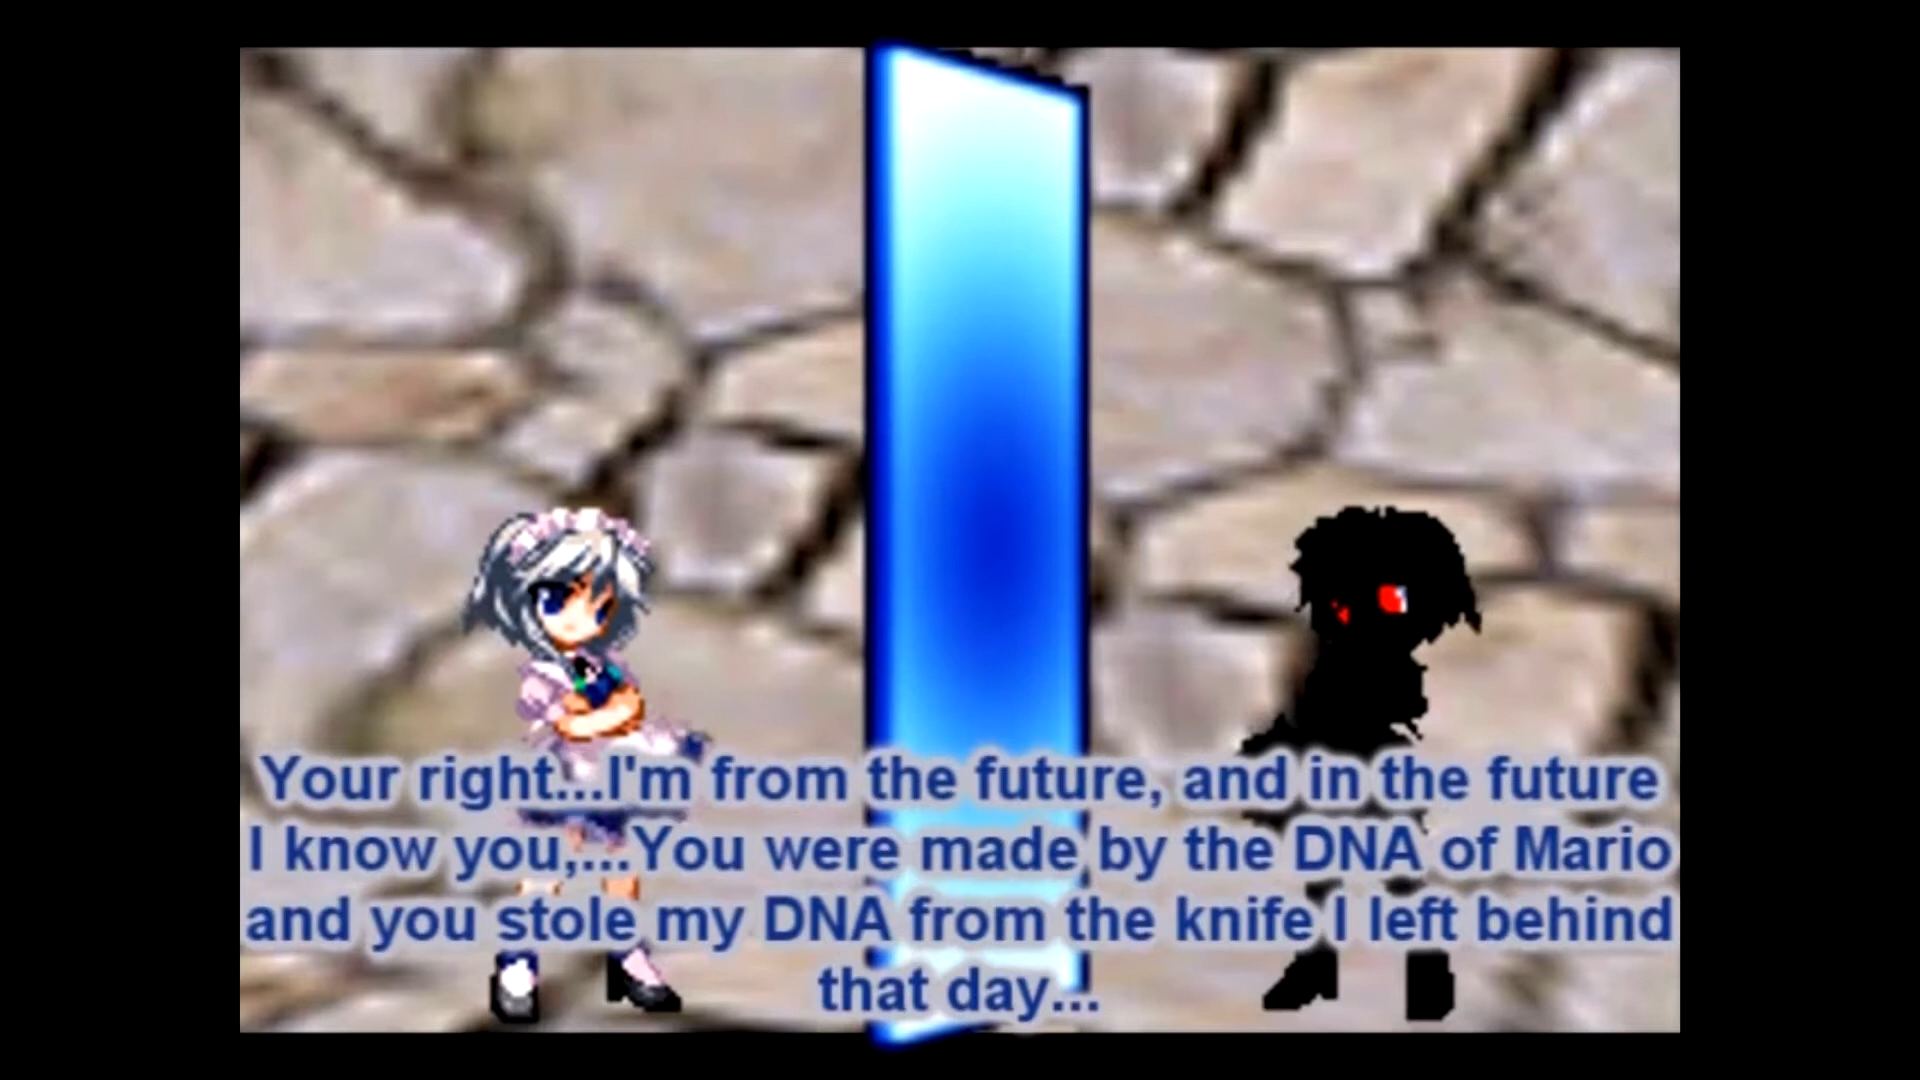 Your right...I'm from the future, and in the future
I know you,...You were made by the DNA of Mario
and you stole my DNA from the knife I left behind
that day...